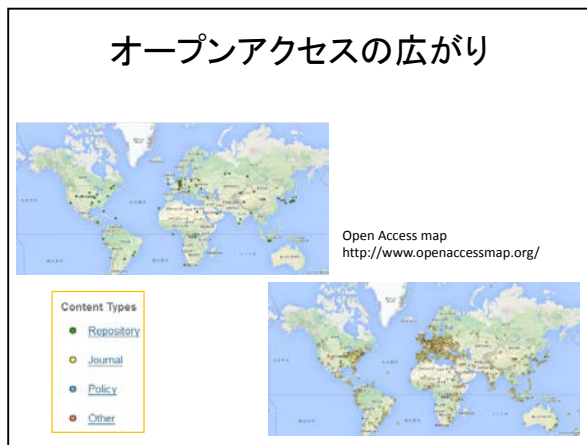 オープンアクセスの広がり
Open Access map
http://www.openaccessmap.org/
Content Types
Repository
Journal
Policy
Other